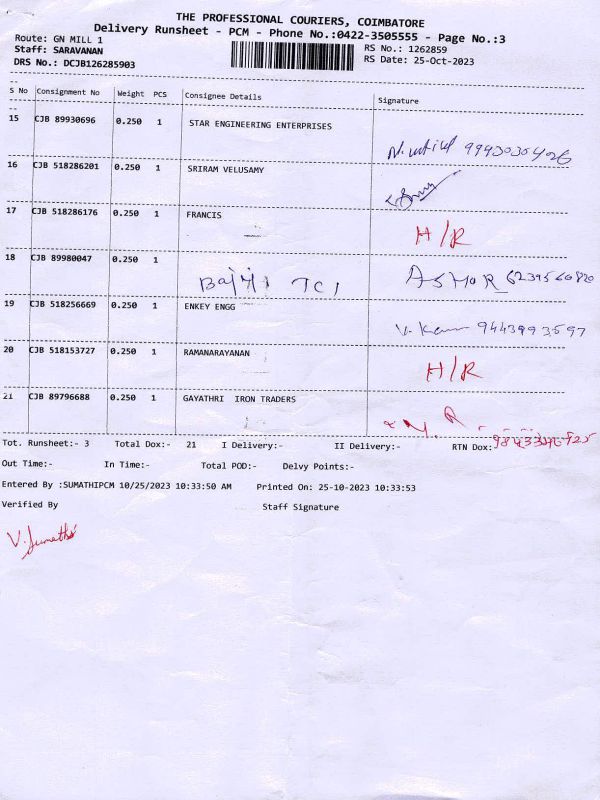 THE PROFESSIONAL COURIERS, COIMBATORE
Delivery Runsheet - PCM - Phone No.:0422-3505555 - Page No.:3
Route: GN MILL 1 RS No.: 1262859
Staff: SARAVANAN RS Date: 25-Oct-2023
DRS No.: DCJB126285903
S No Consignment No Weight PCS Consignee Details Signature
15 CJB 89930696 0.250 1 STAR ENGINEERING ENTERPRISES
16 CJB 518286201 0.250 1 SRIRAM VELUSAMY
17 CJB 518286176 0.250 1 FRANCIS H/R
18 CJB 89980047 0.250 1 Bajaji TCI
19 CJB 518256669 0.250 1 ENKEY ENGG 9443993597
20 CJB 518153727 0.250 1 RAMANARAYANAN H/R
21 CJB 89796688 0.250 1 GAYATHRI IRON TRADERS
Tot. Runsheet:- 3 Total Dox:- 21 I Delivery:- II Delivery:- RTN Dox:-
Out Time:- In Time:- Total POD:- Delvy Points:-
Entered By :SUMATHIPCM 10/25/2023 10:33:50 AM Printed On: 25-10-2023 10:33:53
Verified By Staff Signature
V. Sumathi